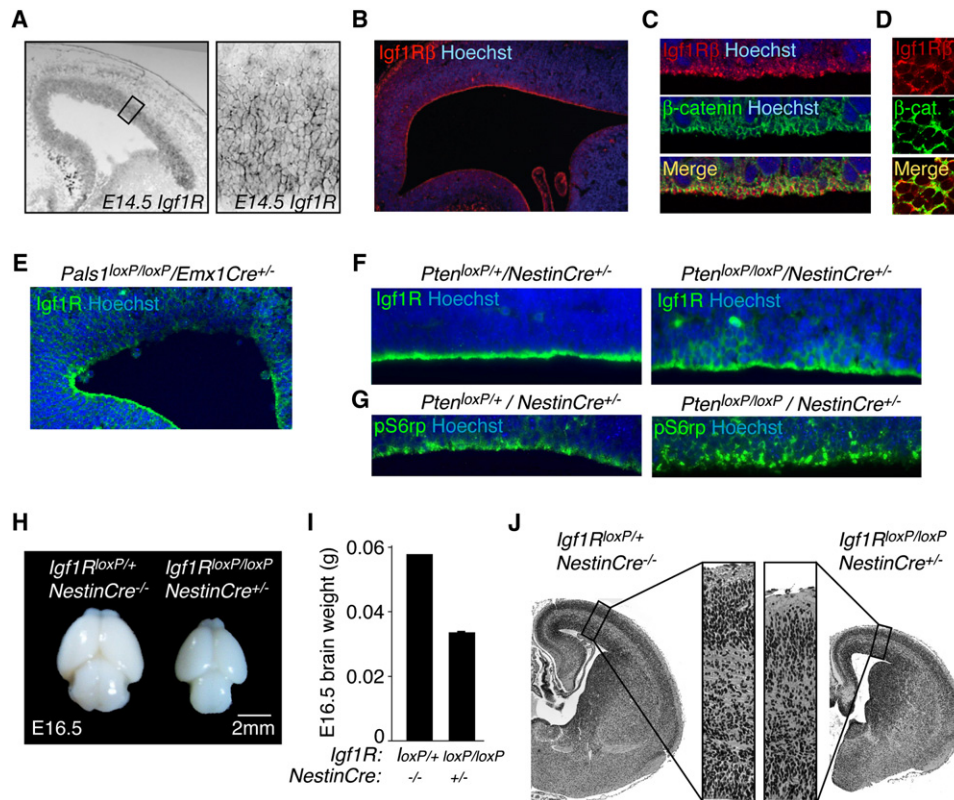 A
E14.5 Igf1R
E14.5 Igf1R
B
Igf1Rβ Hoechst
C
Igf1Rβ Hoechst
β-catenin Hoechst
Merge
D
Igf1Rβ
β-cat.
Merge
E
Pals1loxP/loxP/Emx1Cre+/-
Igf1R Hoechst
F
PtenloxP/+/NestinCre+/-
Igf1R Hoechst
PtenloxP/loxP/NestinCre+/-
Igf1R Hoechst
G
PtenloxP/+ / NestinCre+/-
pS6rp Hoechst
PtenloxP/loxP / NestinCre+/-
pS6rp Hoechst
H
Igf1RloxP/+
NestinCre-/-
Igf1RloxP/loxP
NestinCre+/-
E16.5
2mm
I
E16.5 brain weight (g)
0.06
0.04
0.02
0
Igf1R: loxP/+ loxP/loxP
NestinCre: -/- +/-
J
Igf1RloxP/+
NestinCre-/-
Igf1RloxP/loxP
NestinCre+/-